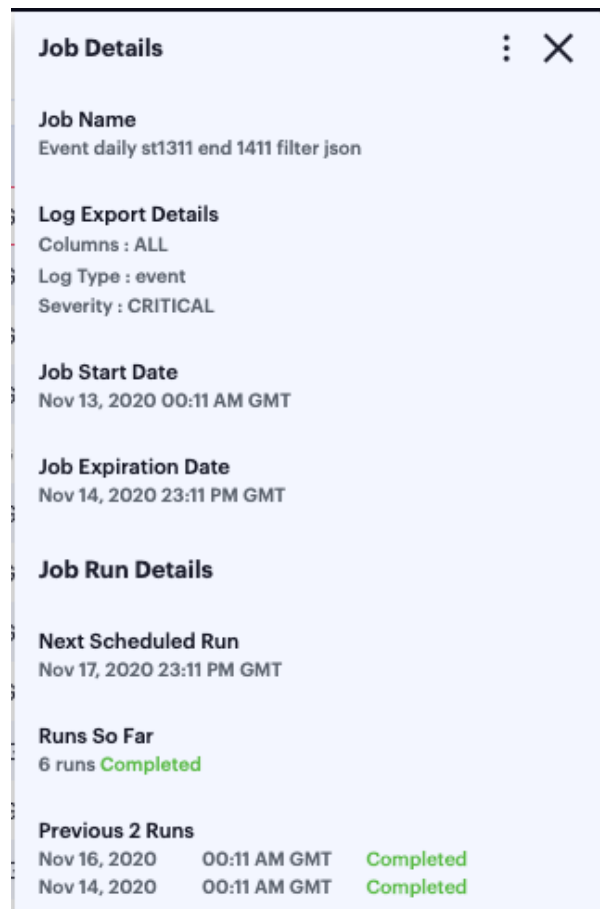 Job Details
Job Name
Event daily st1311 end 1411 filter json
Log Export Details
Columns : ALL
Log Type : event
Severity : CRITICAL
Job Start Date
Nov 13, 2020 00:11 AM GMT
Job Expiration Date
Nov 14, 2020 23:11 PM GMT
Job Run Details
Next Scheduled Run
Nov 17, 2020 23:11 PM GMT
Runs So Far
6 runs Completed
Previous 2 Runs
Nov 16, 2020 00:11 AM GMT Completed
Nov 14, 2020 00:11 AM GMT Completed